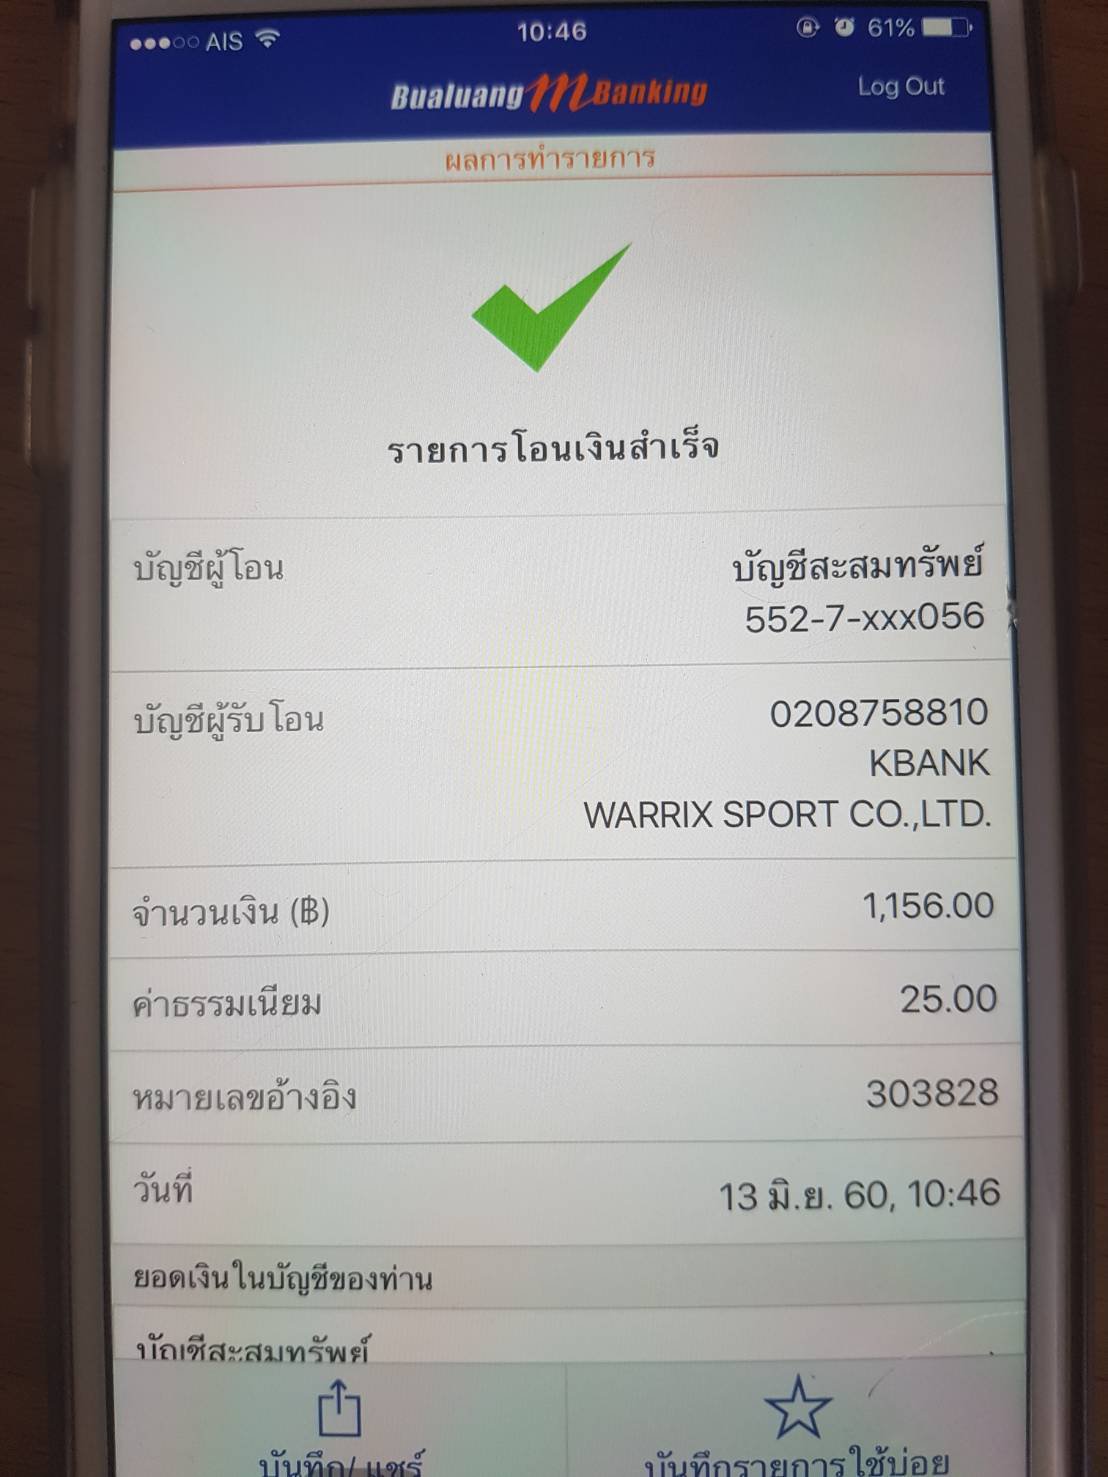 AIS 10:46 61%
Bualuang mBanking Log Out
ผลการทำรายการ
รายการโอนเงินสำเร็จ
บัญชีผู้โอน บัญชีสะสมทรัพย์
552-7-xxx056
บัญชีผู้รับโอน 0208758810
KBANK
WARRIX SPORT CO.,LTD.
จำนวนเงิน (฿) 1,156.00
ค่าธรรมเนียม 25.00
หมายเลขอ้างอิง 303828
วันที่ 13 มิ.ย. 60, 10:46
ยอดเงินในบัญชีของท่าน
บัญชีสะสมทรัพย์
บันทึก/แชร์ บันทึกรายการใช้บ่อย